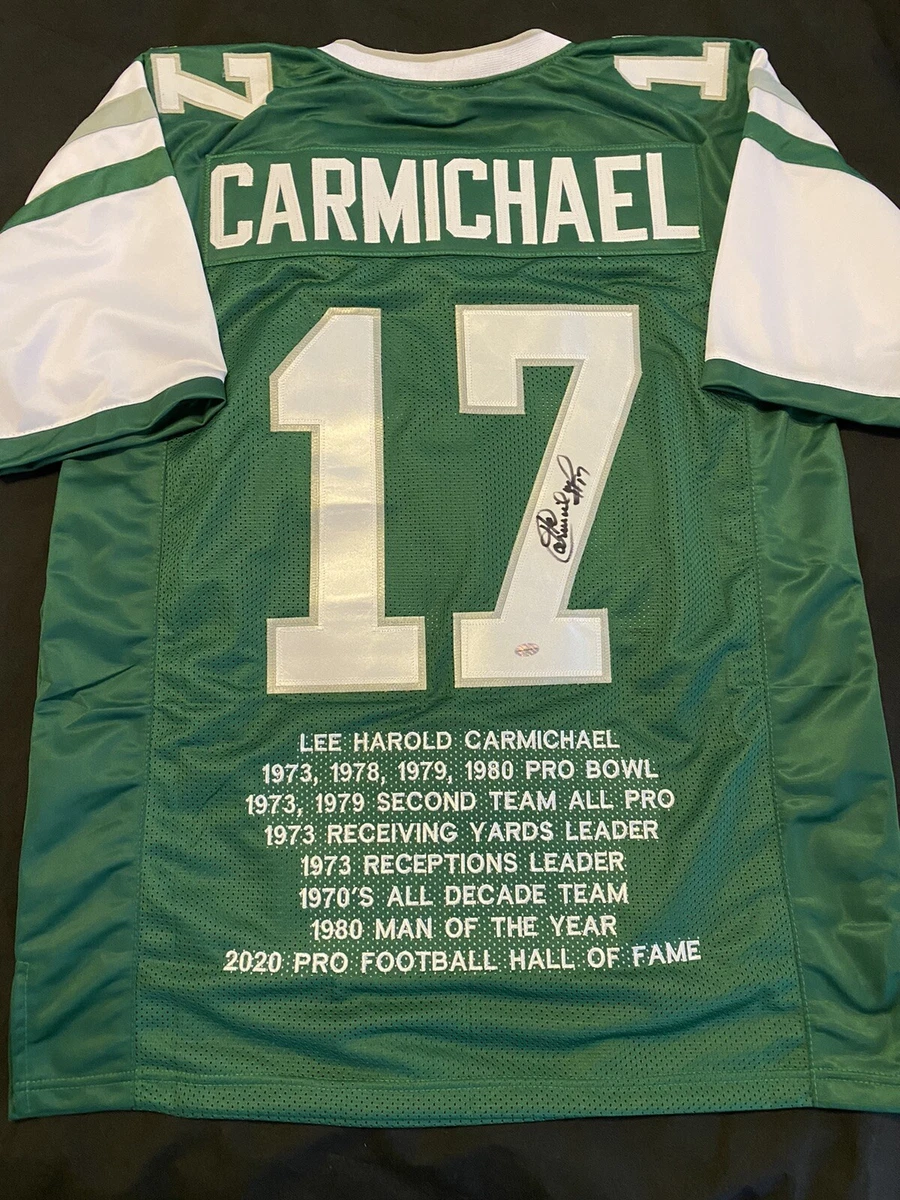 17
CARMICHAEL
17
#17
LEE HAROLD CARMICHAEL
1973, 1978, 1979, 1980 PRO BOWL
1973, 1979 SECOND TEAM ALL PRO
1973 RECEIVING YARDS LEADER
1973 RECEPTIONS LEADER
1970'S ALL DECADE TEAM
1980 MAN OF THE YEAR
2020 PRO FOOTBALL HALL OF FAME